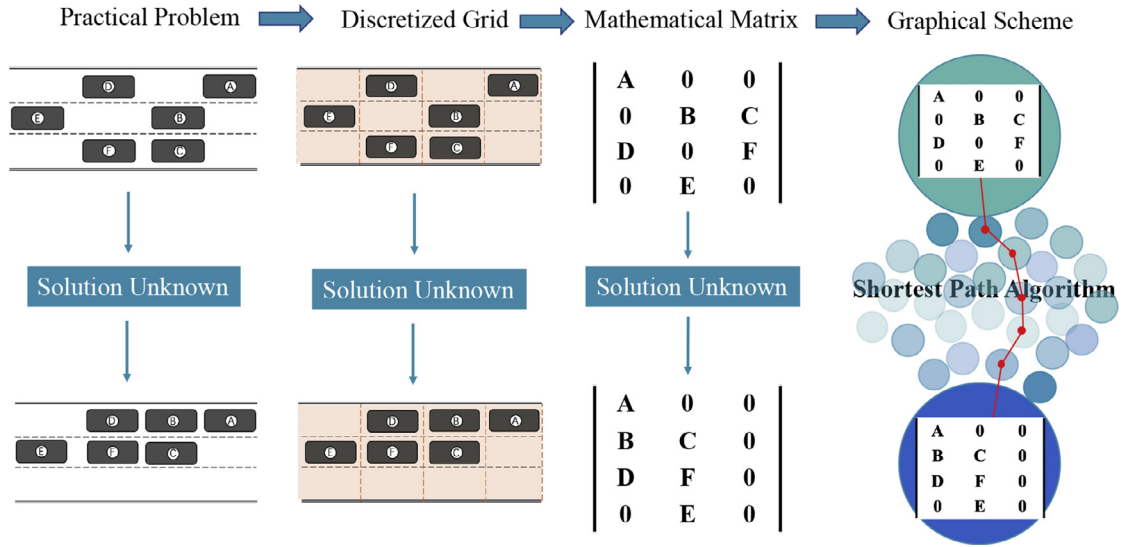 Practical Problem
Discretized Grid
Mathematical Matrix
Graphical Scheme
D A
E B
F C
D A
E B
F C
A 0 0
0 B C
D 0 F
0 E 0
A 0 0
0 B C
D 0 F
0 E 0
Solution Unknown
Solution Unknown
Solution Unknown
Shortest Path Algorithm
D B A
E F C
D B A
E F C
A 0 0
B C 0
D F 0
0 E 0
A 0 0
B C 0
D F 0
0 E 0